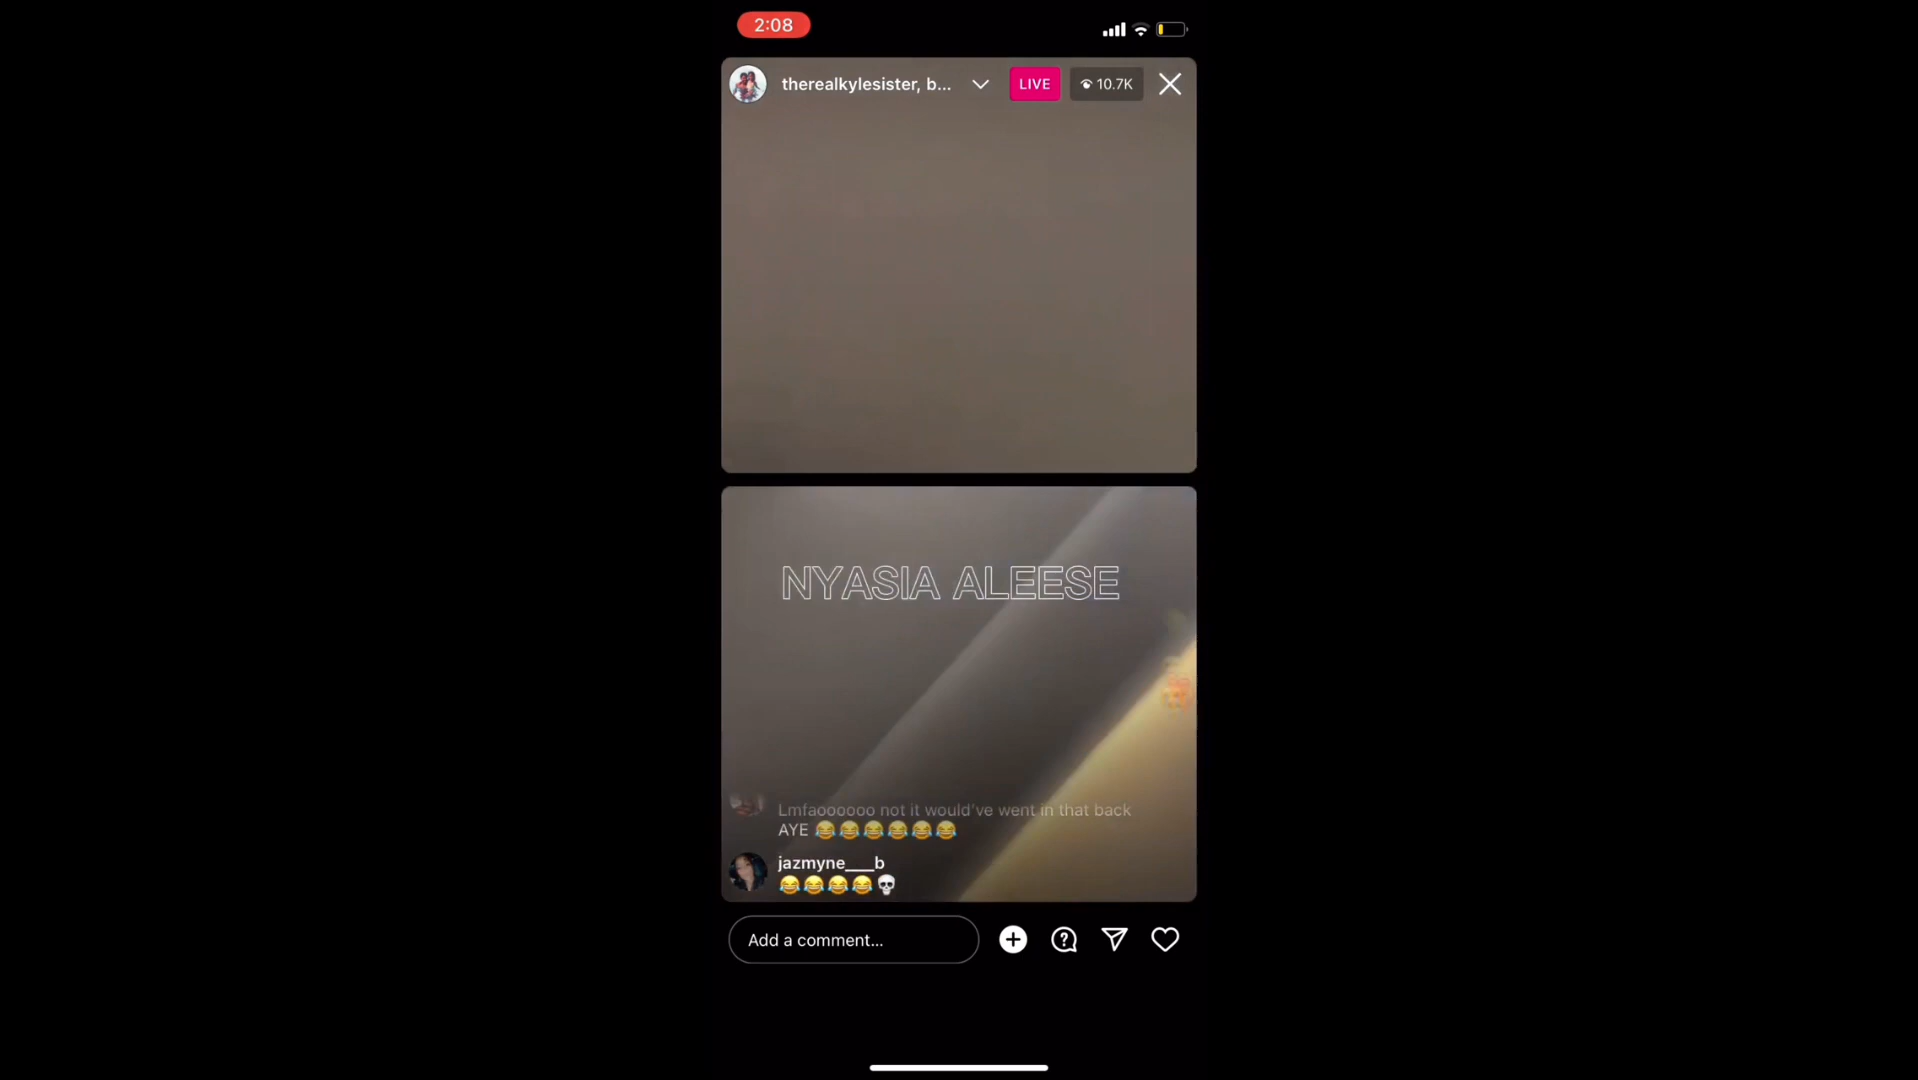 2:08
therealkylesister, b...
LIVE
10.7K
NYASIA ALEESE
Lmfaoooooo not it would've went in that back
AYE 😂😂😂😂😂😂
jazmyne___b
😂😂😂😂💀
Add a comment...